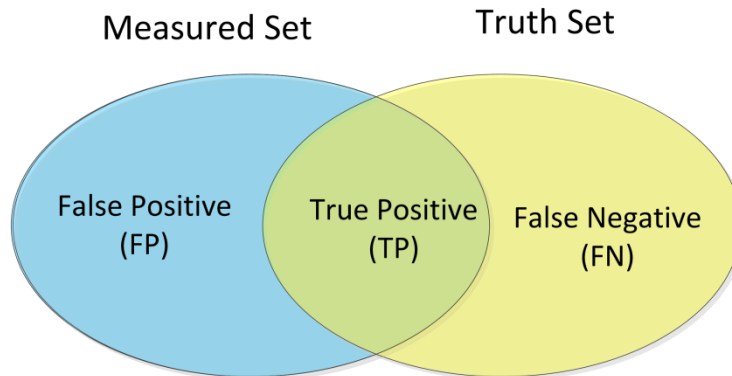 Measured Set
Truth Set
False Positive
(FP)
True Positive
(TP)
False Negative
(FN)